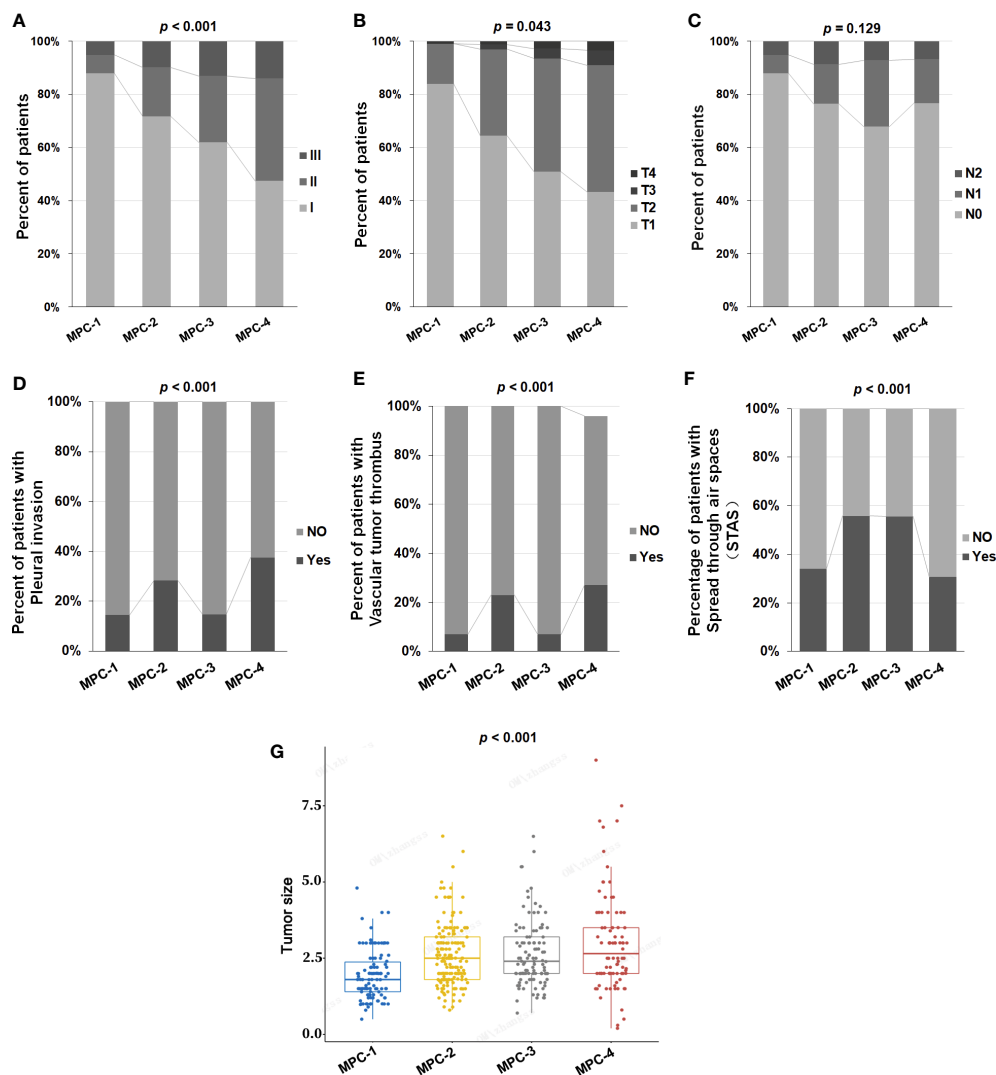 A
p < 0.001
100%
80%
60%
40%
20%
0%
Percent of patients
III
II
I
MPC-1
MPC-2
MPC-3
MPC-4
B
p = 0.043
100%
80%
60%
40%
20%
0%
Percent of patients
T4
T3
T2
T1
MPC-1
MPC-2
MPC-3
MPC-4
C
p = 0.129
100%
80%
60%
40%
20%
0%
Percent of patients
N2
N1
N0
MPC-1
MPC-2
MPC-3
MPC-4
D
p < 0.001
100%
80%
60%
40%
20%
0%
Percent of patients with
Pleural invasion
NO
Yes
MPC-1
MPC-2
MPC-3
MPC-4
E
p < 0.001
100%
80%
60%
40%
20%
0%
Percent of patients with
Vascular tumor thrombus
NO
Yes
MPC-1
MPC-2
MPC-3
MPC-4
F
p < 0.001
100%
80%
60%
40%
20%
0%
Percentage of patients with
Spread through air spaces
（STAS）
NO
Yes
MPC-1
MPC-2
MPC-3
MPC-4
G
p < 0.001
7.5
5.0
2.5
0.0
Tumor size
MPC-1
MPC-2
MPC-3
MPC-4